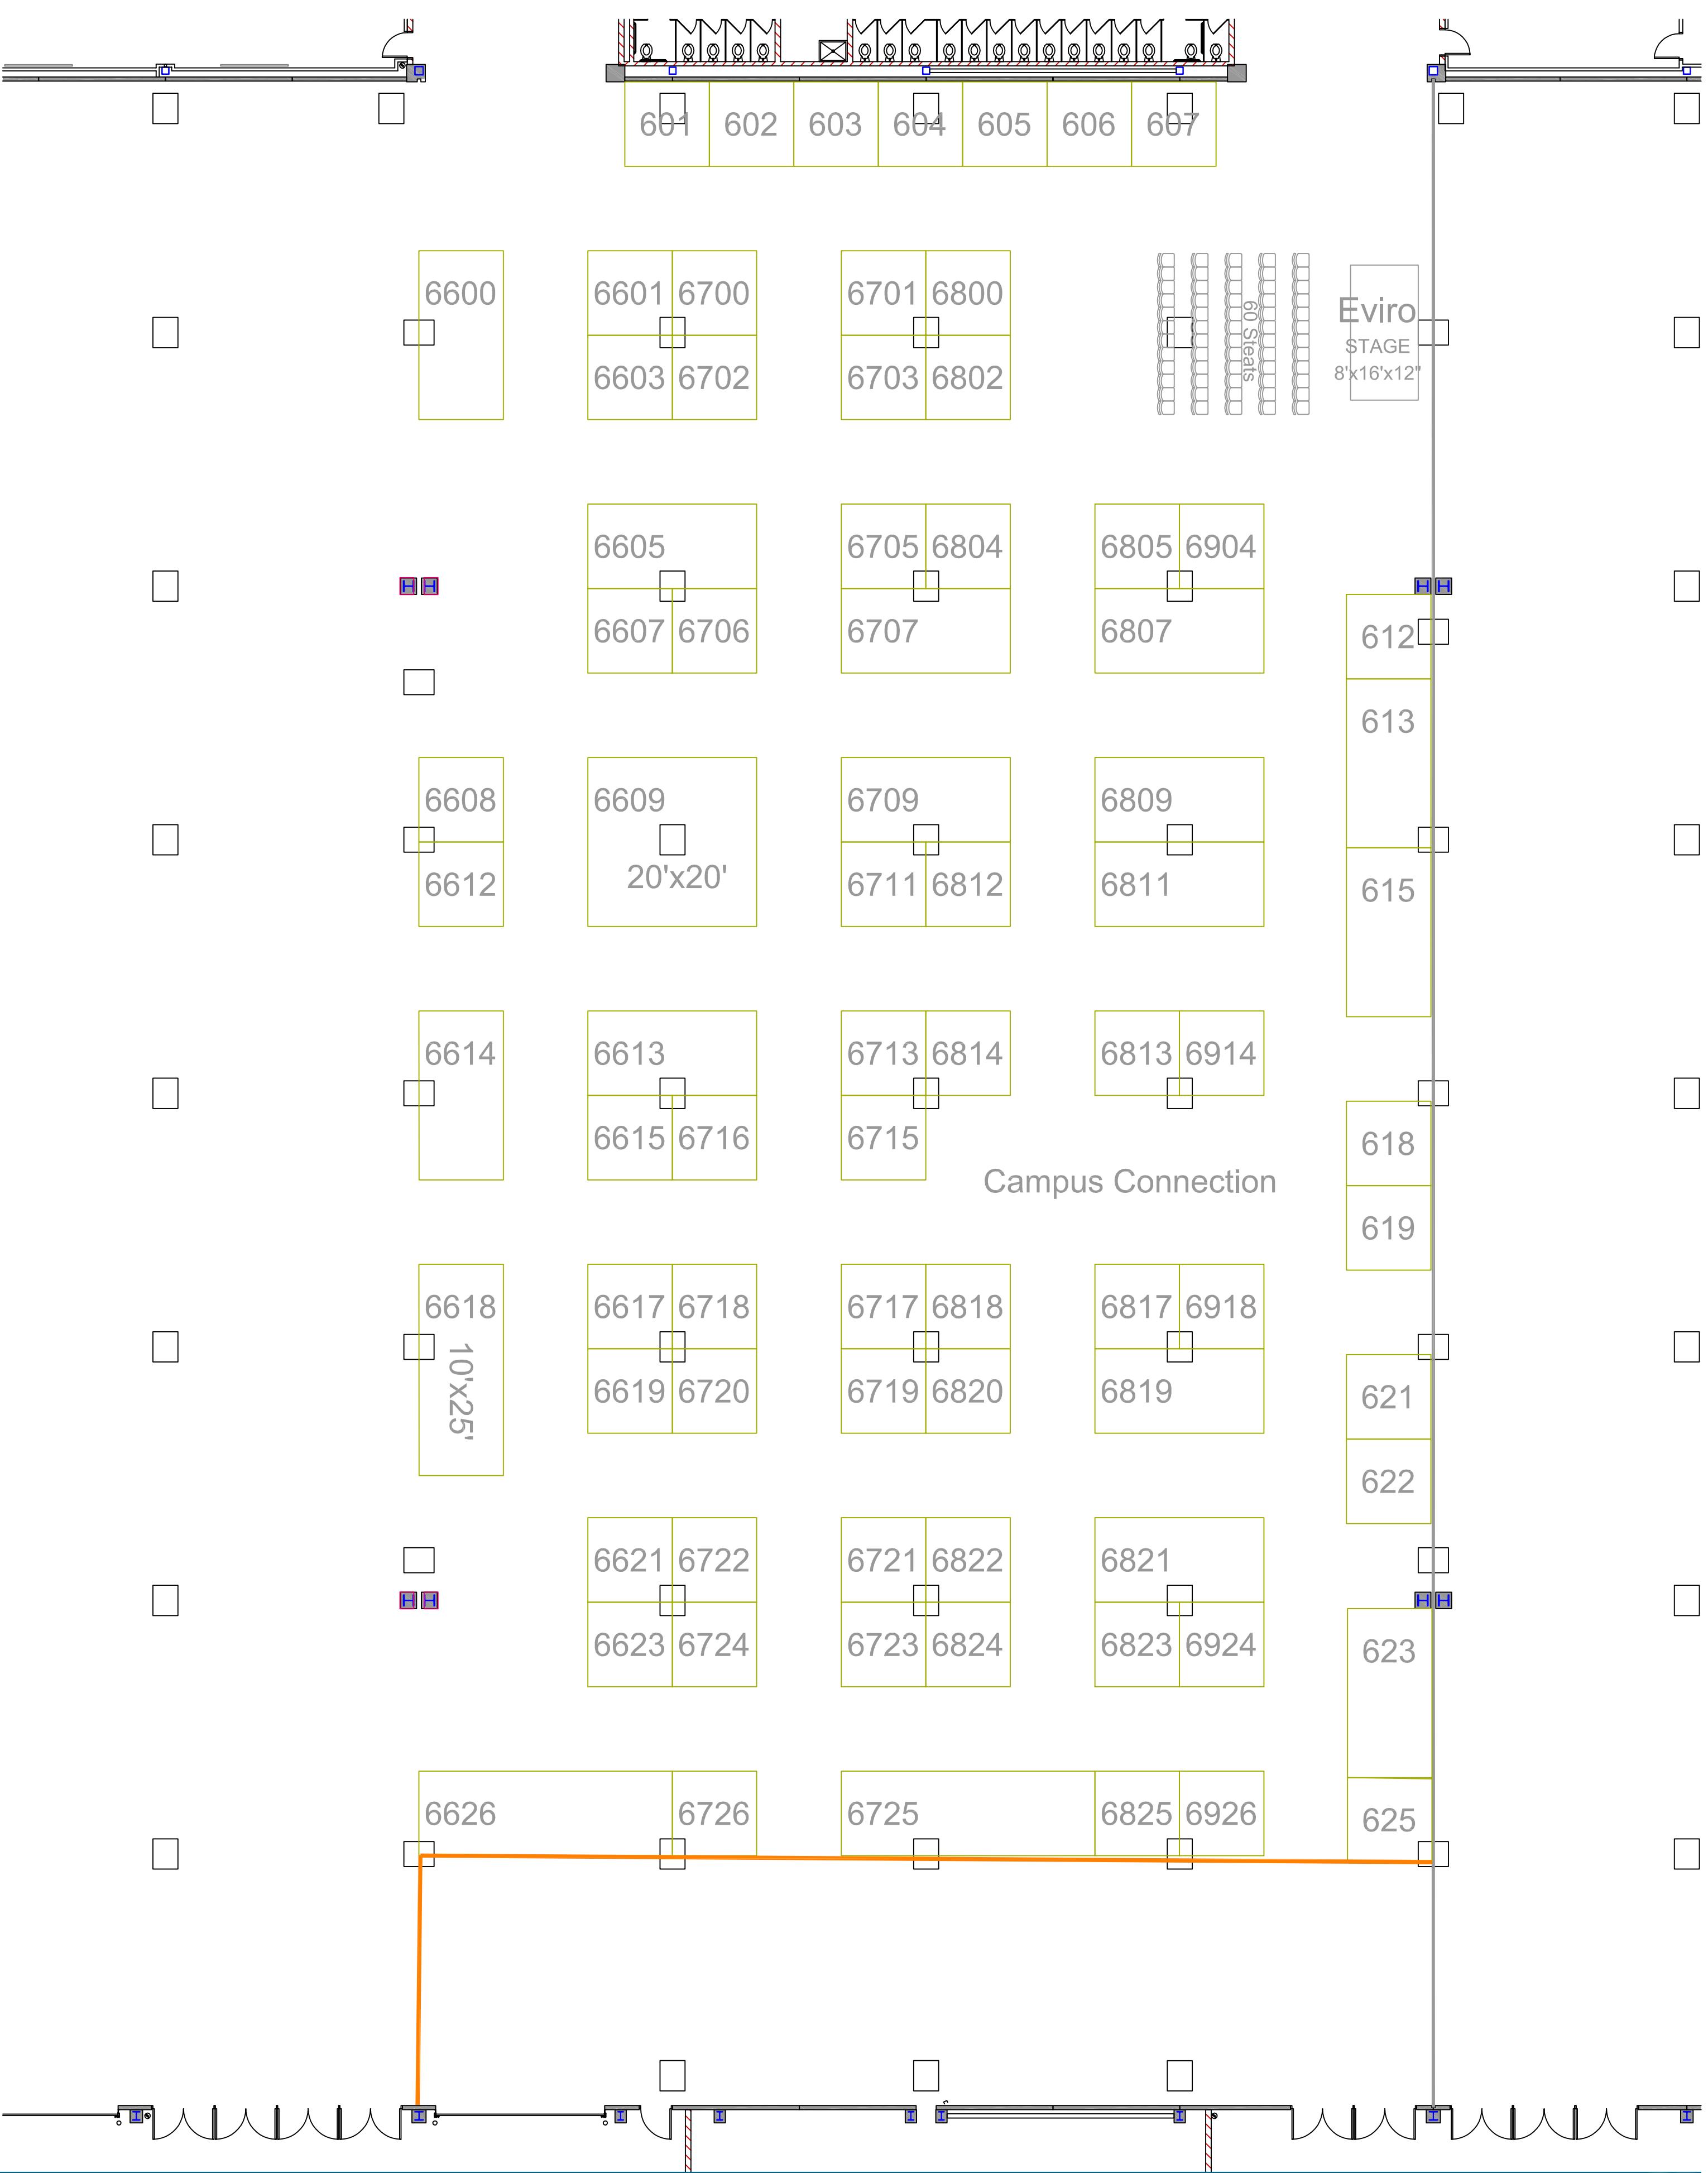 601 602 603 604 605 606 607
6600 6601 6700 6701 6800
60 Steats
Eviro
STAGE
8'x16'x12"
6603 6702 6703 6802
6605 6705 6804 6805 6904
6607 6706 6707 6807 612
613
6608 6609 6709 6809
6612 20'x20' 6711 6812 6811 615
6614 6613 6713 6814 6813 6914
6615 6716 6715 618
Campus Connection
619
6618 6617 6718 6717 6818 6817 6918
10'x25'
6619 6720 6719 6820 6819 621
622
6621 6722 6721 6822 6821
6623 6724 6723 6824 6823 6924 623
6626 6726 6725 6825 6926 625